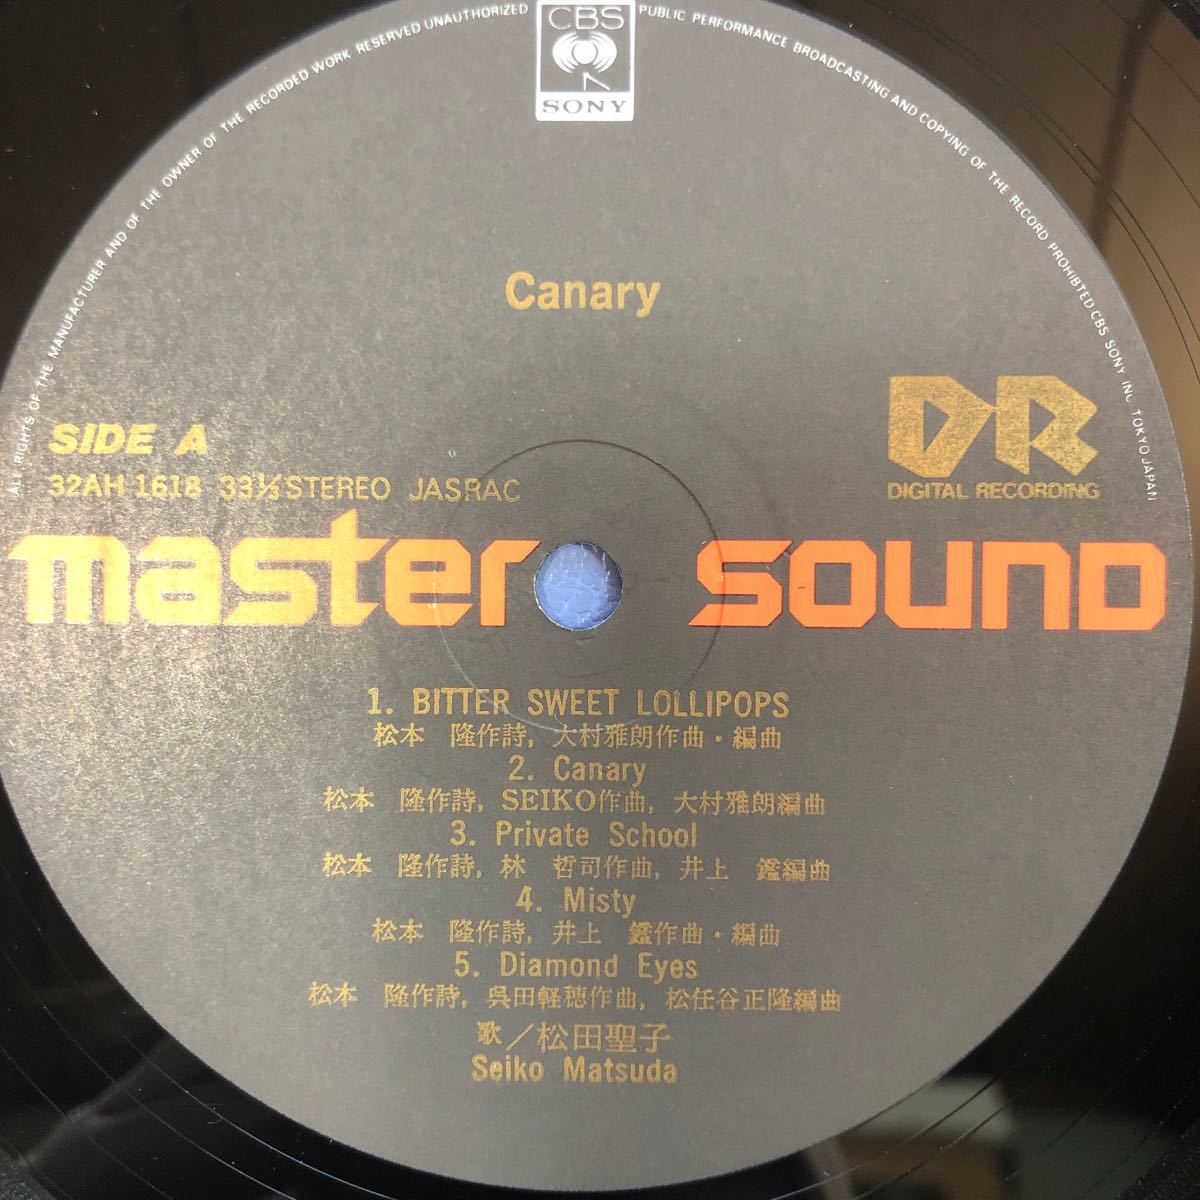 ALL RIGHTS OF THE MANUFACTURER AND OF THE OWNER OF THE RECORDED WORK RESERVED UNAUTHORIZED PUBLIC PERFORMANCE BROADCASTING AND COPYING OF THE RECORD PROHIBITED CBS SONY INC. TOKYO JAPAN
CBS
SONY
Canary
DR
DIGITAL RECORDING
SIDE A
32AH 1618 33⅓ STEREO JASRAC
master sound
1. BITTER SWEET LOLLIPOPS
松本 隆作詩, 大村雅朗作曲・編曲
2. Canary
松本 隆作詩, SEIKO作曲, 大村雅朗編曲
3. Private School
松本 隆作詩, 林 哲司作曲, 井上 鑑編曲
4. Misty
松本 隆作詩, 井上 鑑作曲・編曲
5. Diamond Eyes
松本 隆作詩, 呉田軽穂作曲, 松任谷正隆編曲
歌/松田聖子
Seiko Matsuda